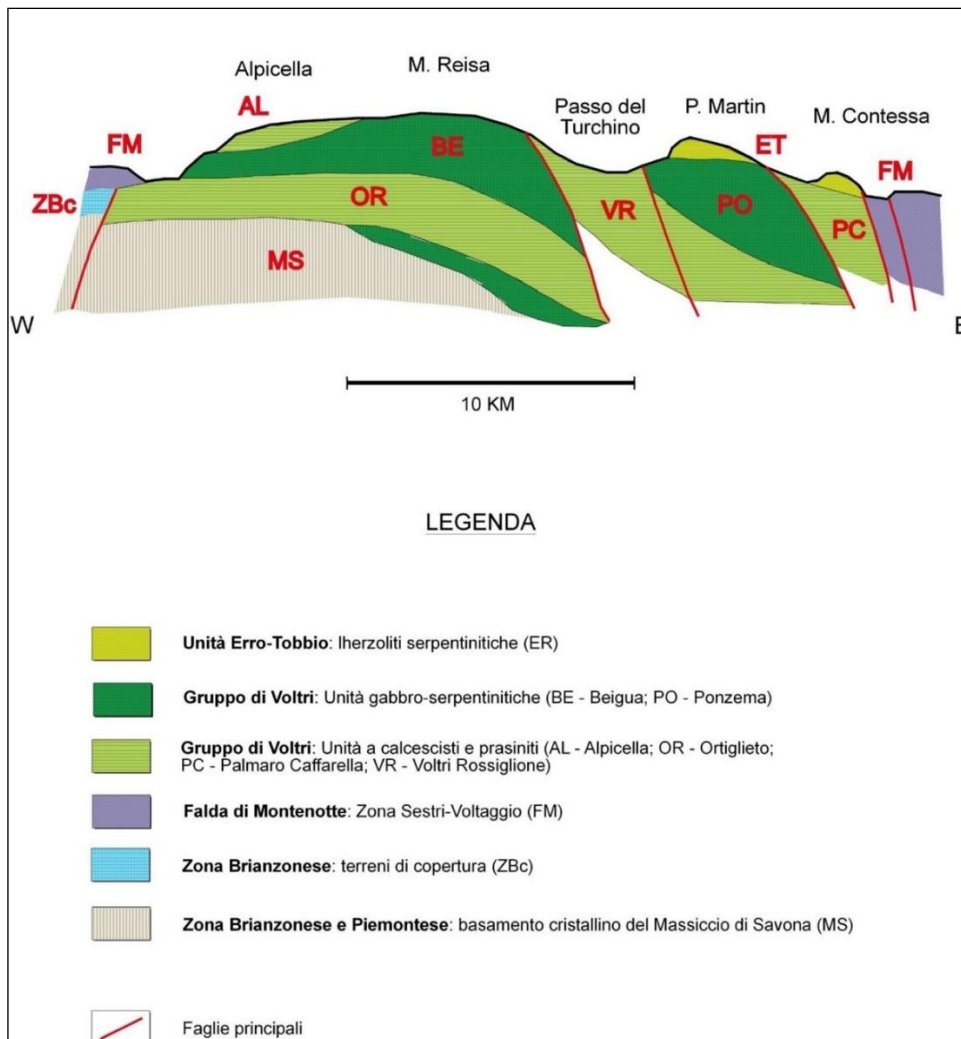 Alpicella
M. Reisa
Passo del
Turchino
P. Martin
M. Contessa
FM
AL
BE
ET
FM
ZBc
OR
VR
PO
PC
MS
W
E
10 KM
LEGENDA
Unità Erro-Tobbio: lherzoliti serpentinitiche (ER)
Gruppo di Voltri: Unità gabbro-serpentinitiche (BE - Beigua; PO - Ponzema)
Gruppo di Voltri: Unità a calcescisti e prasiniti (AL - Alpicella; OR - Ortiglieto;
PC - Palmaro Caffarella; VR - Voltri Rossiglione)
Falda di Montenotte: Zona Sestri-Voltaggio (FM)
Zona Brianzonese: terreni di copertura (ZBc)
Zona Brianzonese e Piemontese: basamento cristallino del Massiccio di Savona (MS)
Faglie principali